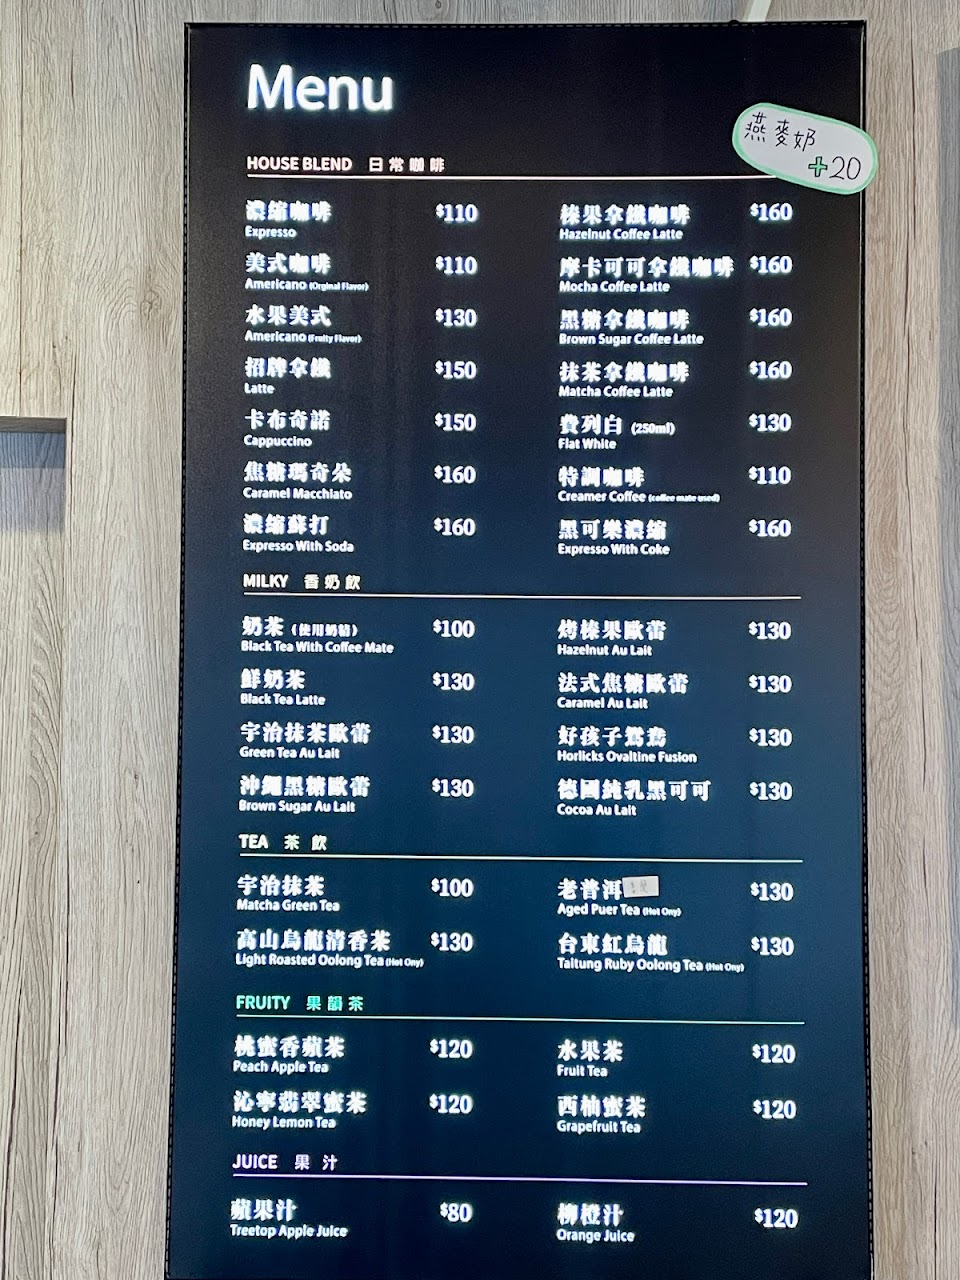 Menu
燕麥奶
+20
HOUSE BLEND 日常咖啡
濃縮咖啡 $110
Expresso
美式咖啡 $110
Americano (Orginal Flavor)
水果美式 $130
Americano (Fruity Flavor)
招牌拿鐵 $150
Latte
卡布奇諾 $150
Cappuccino
焦糖瑪奇朵 $160
Caramel Macchiato
濃縮蘇打 $160
Expresso With Soda
榛果拿鐵咖啡 $160
Hazelnut Coffee Latte
摩卡可可拿鐵咖啡 $160
Mocha Coffee Latte
黑糖拿鐵咖啡 $160
Brown Sugar Coffee Latte
抹茶拿鐵咖啡 $160
Matcha Coffee Latte
費列白 (250ml) $130
Flat White
特調咖啡 $110
Creamer Coffee (coffee mate used)
黑可樂濃縮 $160
Expresso With Coke
MILKY 香奶飲
奶茶 (使用奶精) $100
Black Tea With Coffee Mate
鮮奶茶 $130
Black Tea Latte
宇治抹茶歐蕾 $130
Green Tea Au Lait
沖繩黑糖歐蕾 $130
Brown Sugar Au Lait
烤榛果歐蕾 $130
Hazelnut Au Lait
法式焦糖歐蕾 $130
Caramel Au Lait
好孩子鴛鴦 $130
Horlicks Ovaltine Fusion
德國純乳黑可可 $130
Cocoa Au Lait
TEA 茶飲
宇治抹茶 $100
Matcha Green Tea
高山烏龍清香茶 $130
Light Roasted Oolong Tea (Hot Ony)
老普洱 $130
Aged Puer Tea (Hot Ony)
台東紅烏龍 $130
Taitung Ruby Oolong Tea (Hot Ony)
FRUITY 果韻茶
桃蜜香蘋茶 $120
Peach Apple Tea
沁寧翡翠蜜茶 $120
Honey Lemon Tea
水果茶 $120
Fruit Tea
西柚蜜茶 $120
Grapefruit Tea
JUICE 果汁
蘋果汁 $80
Treetop Apple Juice
柳橙汁 $120
Orange Juice